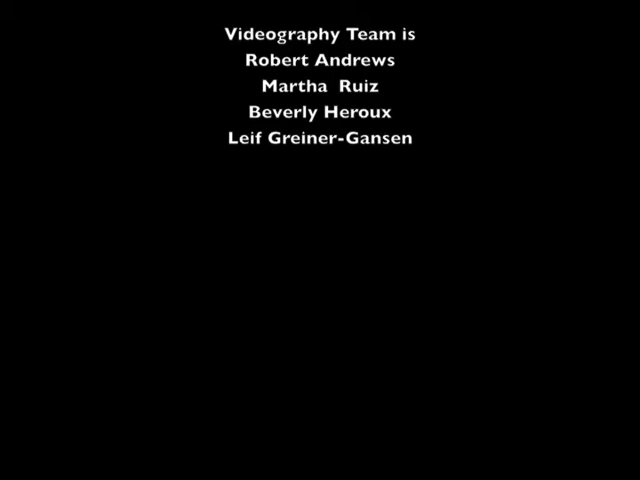 Videography Team is
Robert Andrews
Martha  Ruiz
Beverly Heroux
Leif Greiner-Gansen